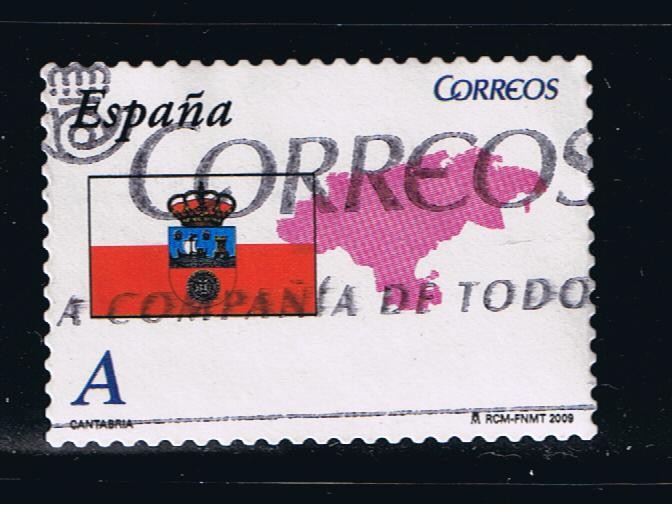 España
CORREOS
CORREOS
A COMPAÑÍA DE TODO
A
CANTABRIA
RCM-FNMT 2009